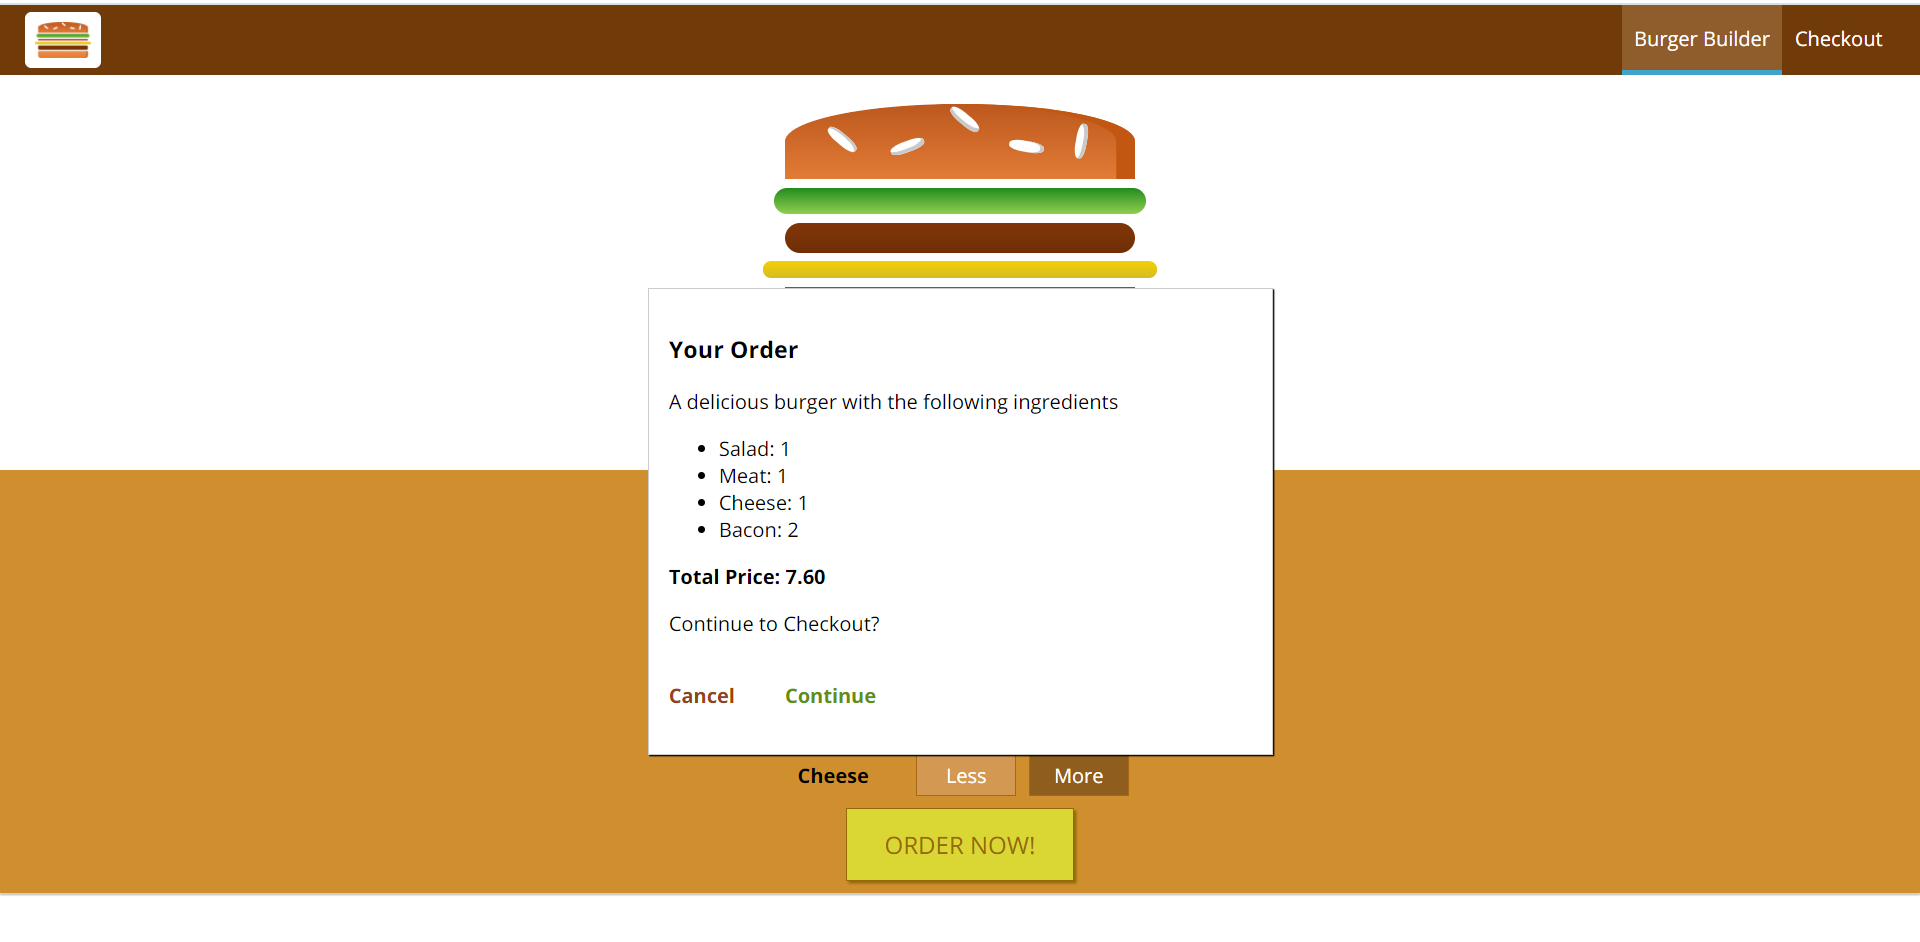 Burger Builder Checkout
Your Order
A delicious burger with the following ingredients
Salad: 1
Meat: 1
Cheese: 1
Bacon: 2
Total Price: 7.60
Continue to Checkout?
Cancel Continue
Cheese Less More
ORDER NOW!